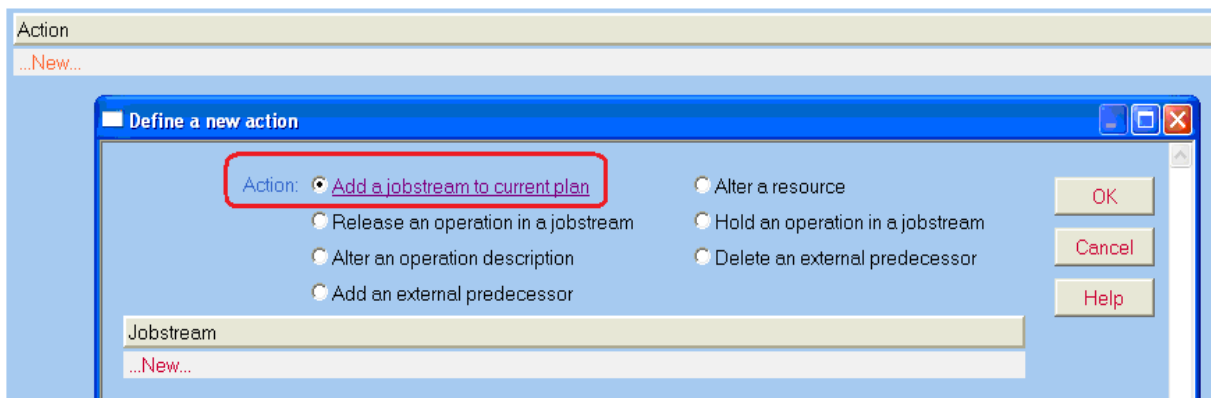 Action
...New...
Define a new action
Action: Add a jobstream to current plan
Alter a resource
OK
Release an operation in a jobstream
Hold an operation in a jobstream
Alter an operation description
Delete an external predecessor
Cancel
Add an external predecessor
Help
Jobstream
...New...